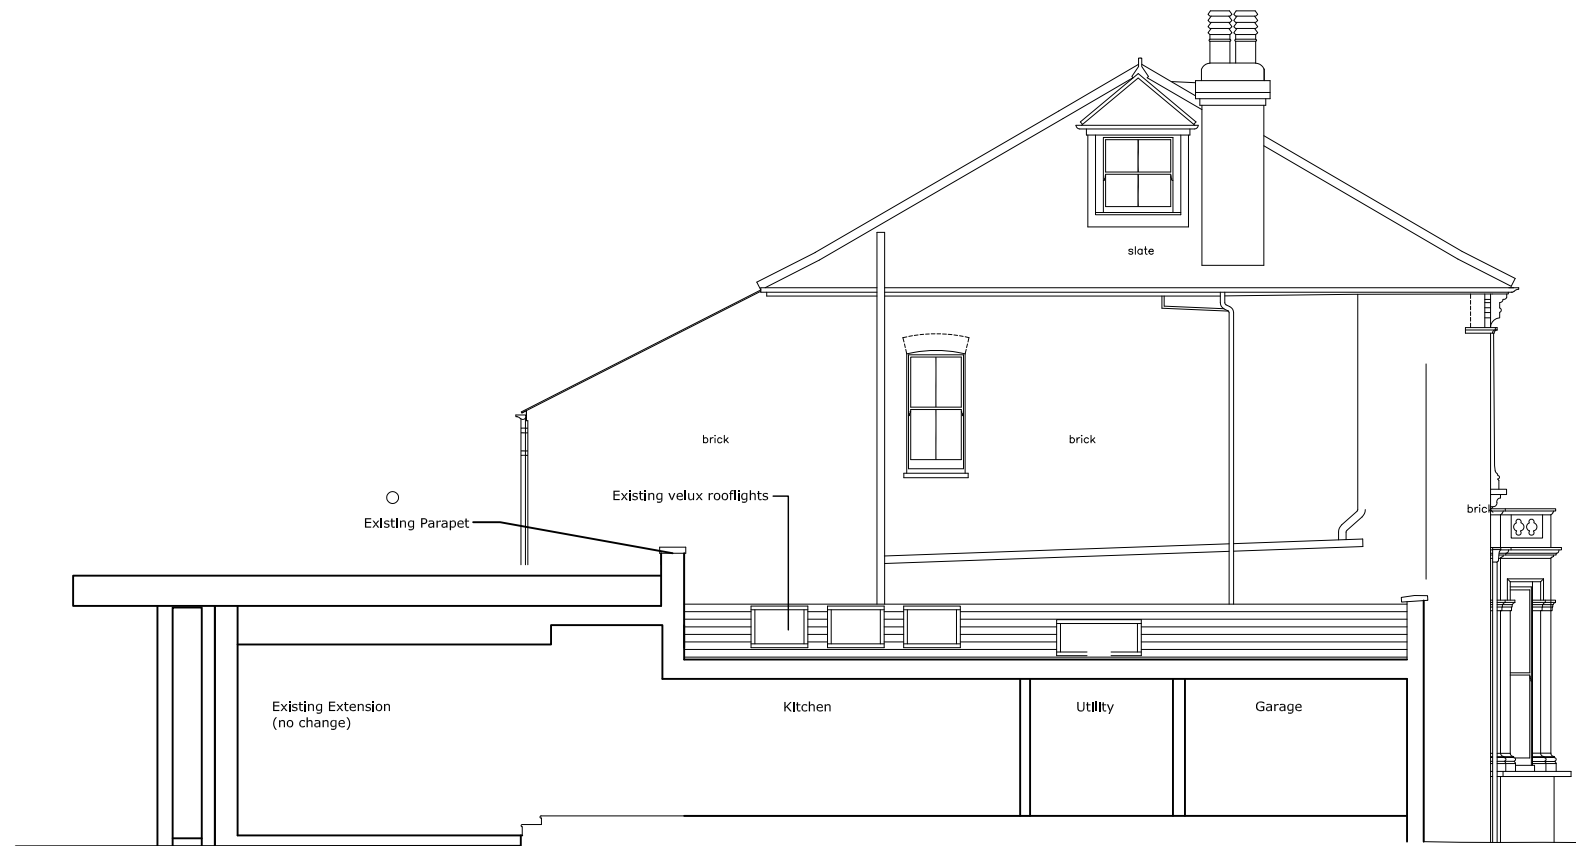 slate
brick
brick
Existing velux rooflights
brick
Existing Parapet
Existing Extension
(no change)
Kitchen
Utility
Garage